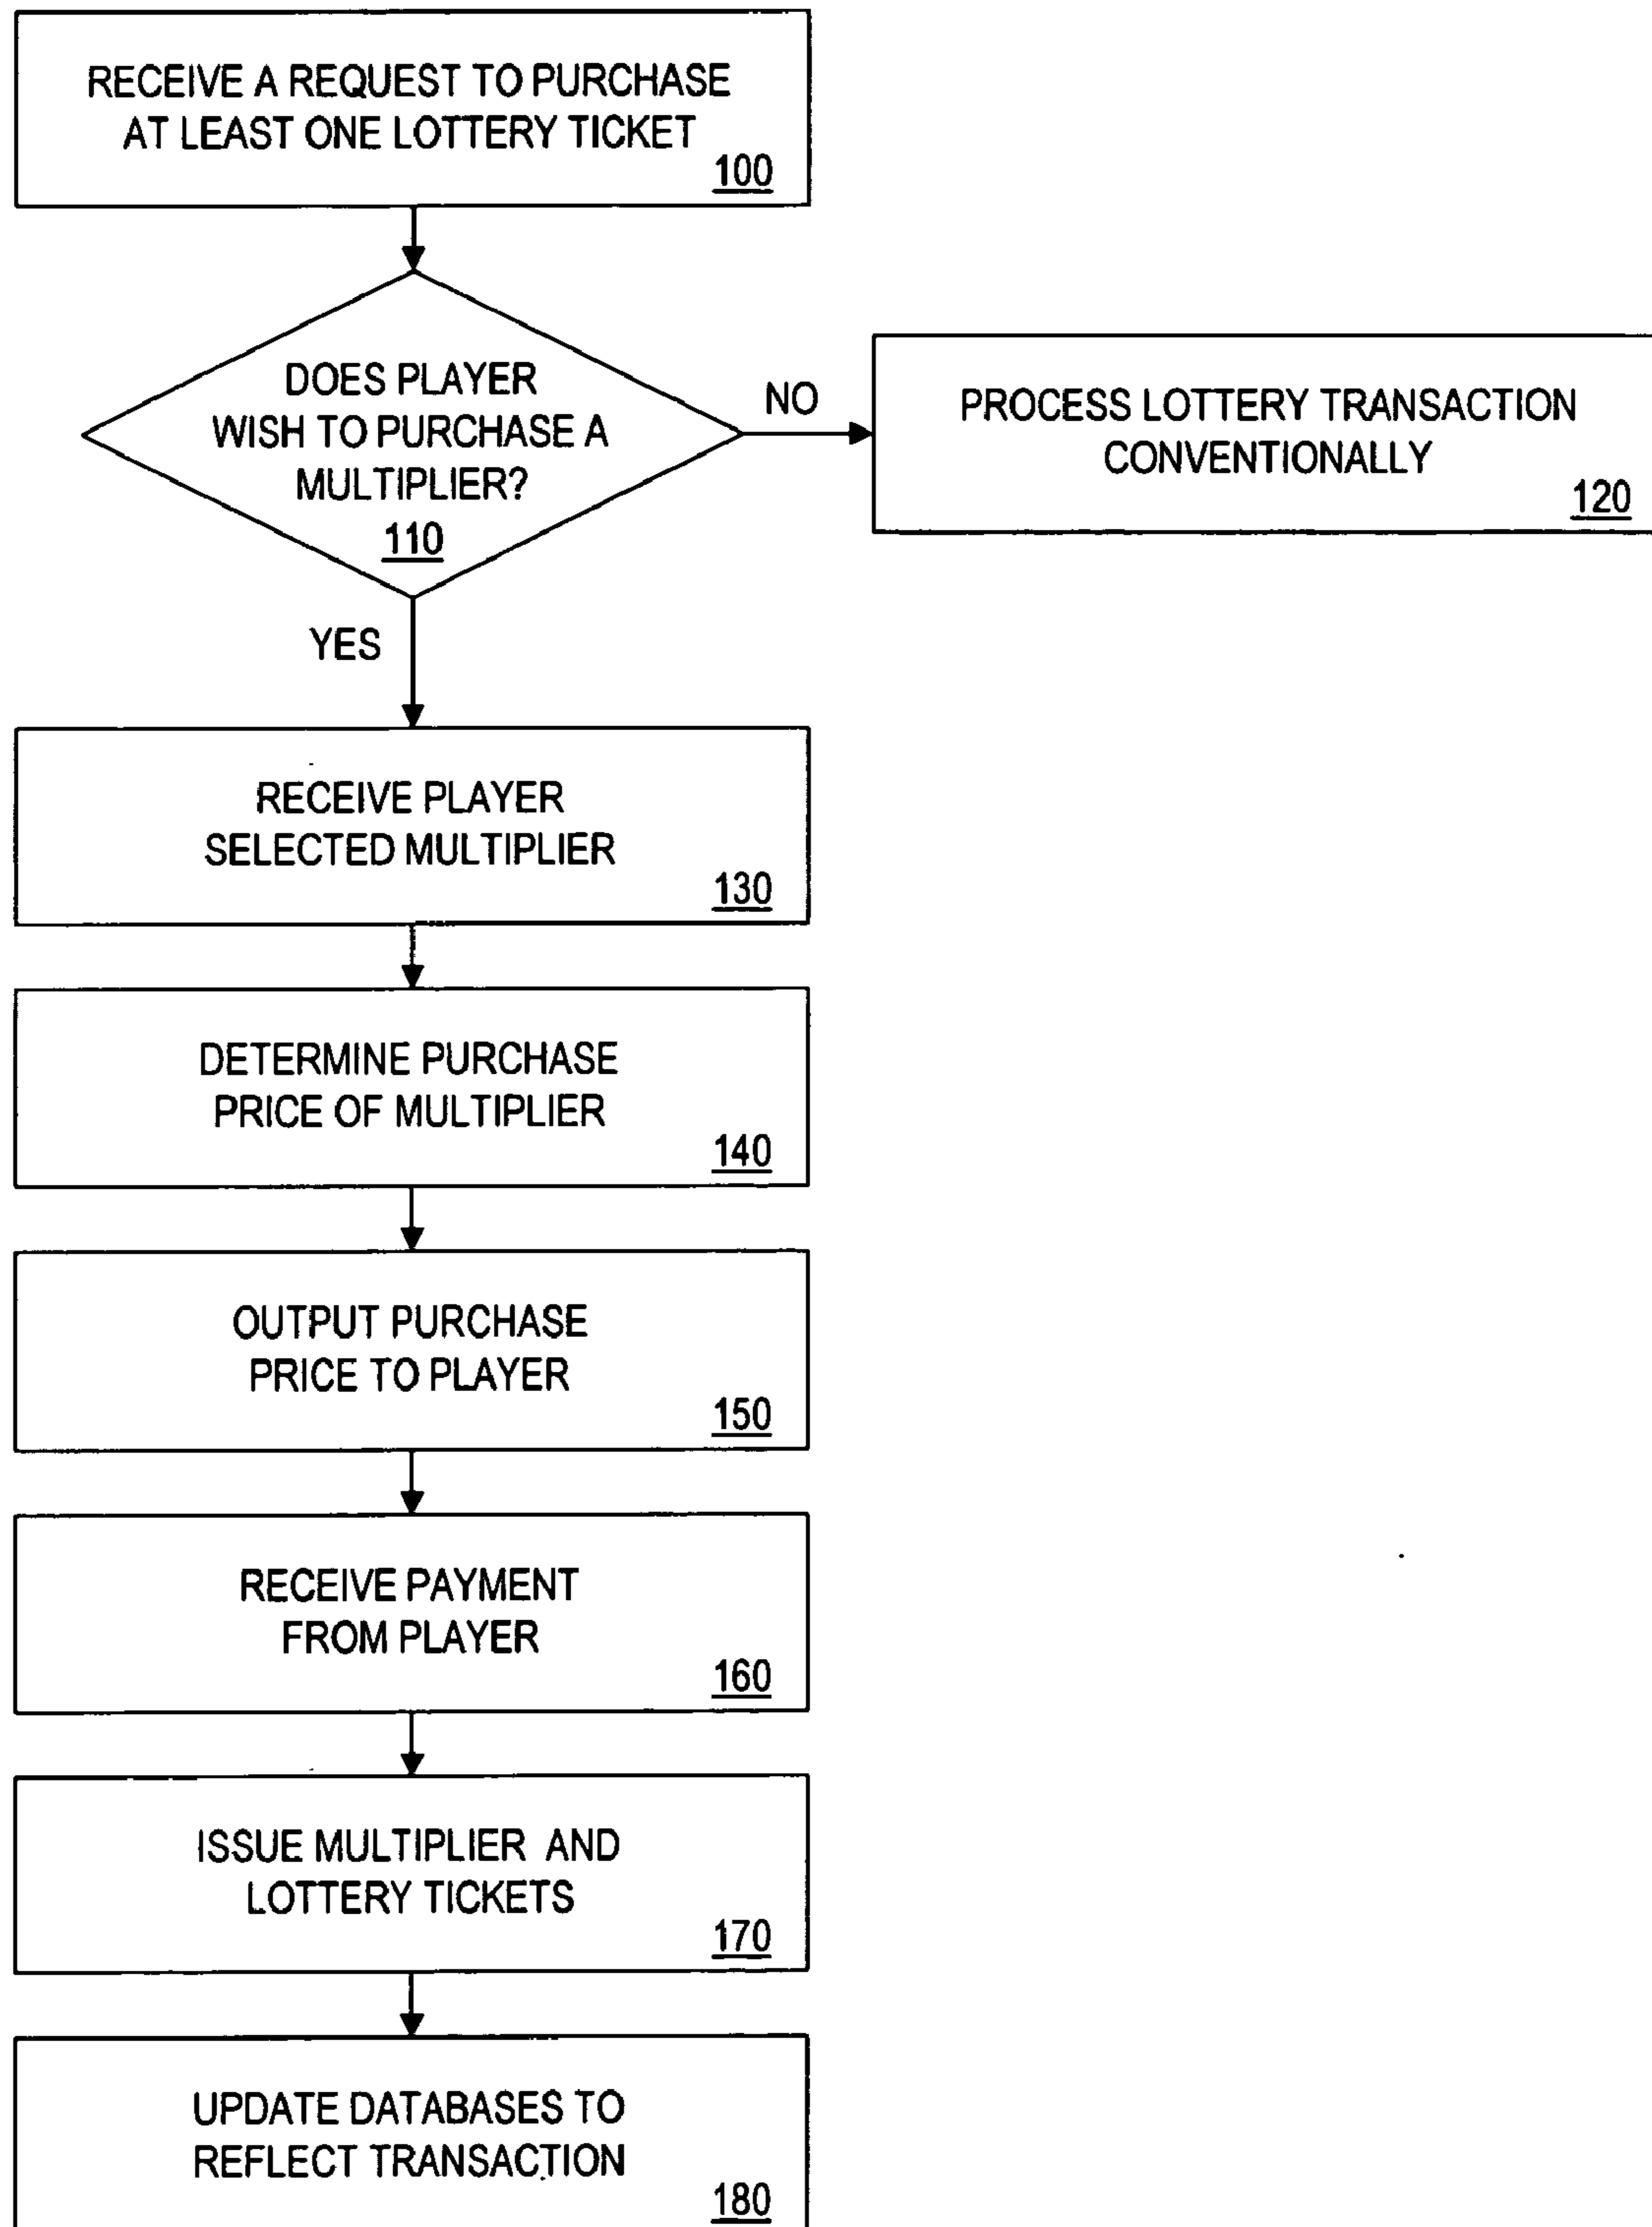 RECEIVE A REQUEST TO PURCHASE
AT LEAST ONE LOTTERY TICKET
100
DOES PLAYER
WISH TO PURCHASE A
MULTIPLIER?
110
NO
PROCESS LOTTERY TRANSACTION
CONVENTIONALLY
120
YES
RECEIVE PLAYER
SELECTED MULTIPLIER
130
DETERMINE PURCHASE
PRICE OF MULTIPLIER
140
OUTPUT PURCHASE
PRICE TO PLAYER
150
RECEIVE PAYMENT
FROM PLAYER
160
ISSUE MULTIPLIER AND
LOTTERY TICKETS
170
UPDATE DATABASES TO
REFLECT TRANSACTION
180